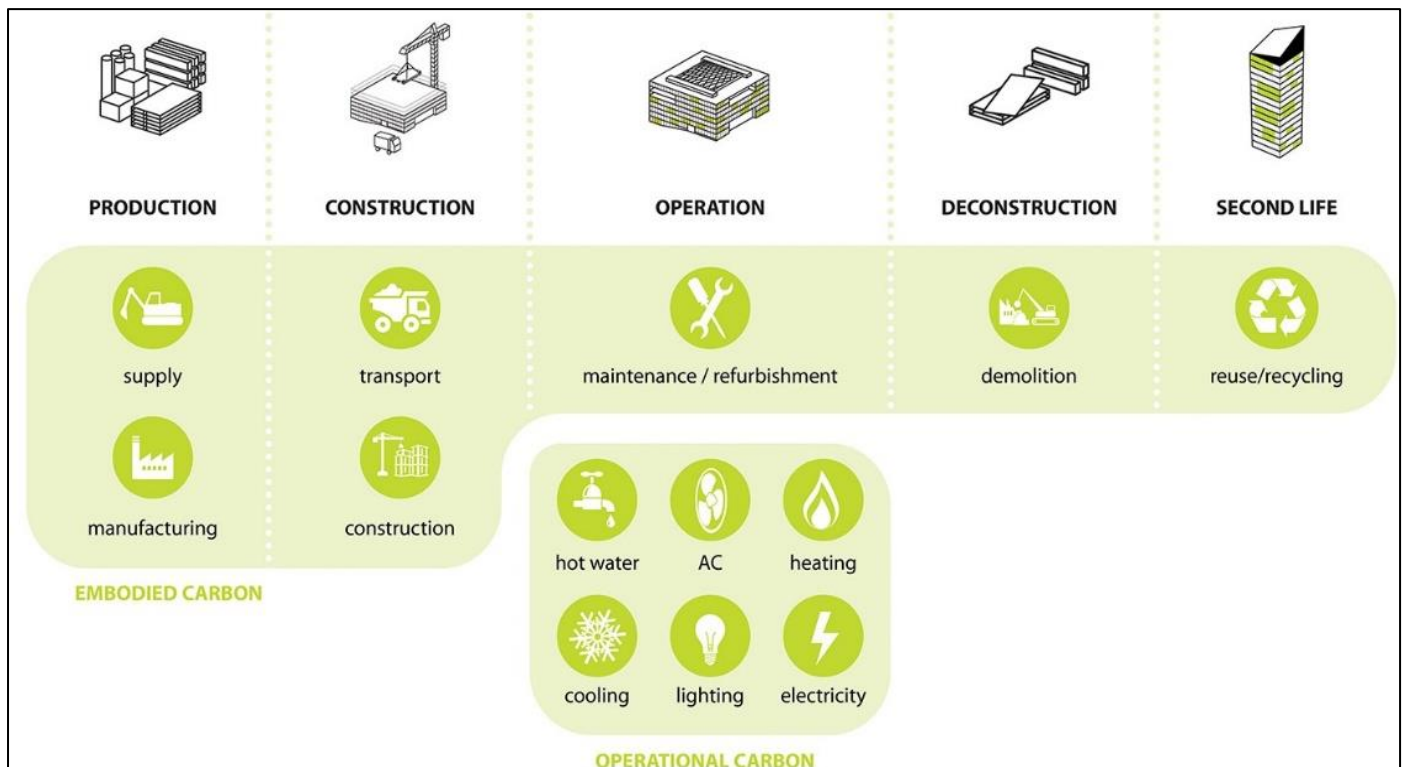 PRODUCTION
CONSTRUCTION
OPERATION
DECONSTRUCTION
SECOND LIFE
supply
transport
maintenance / refurbishment
demolition
reuse/recycling
manufacturing
construction
hot water
AC
heating
EMBODIED CARBON
cooling
lighting
electricity
OPERATIONAL CARBON